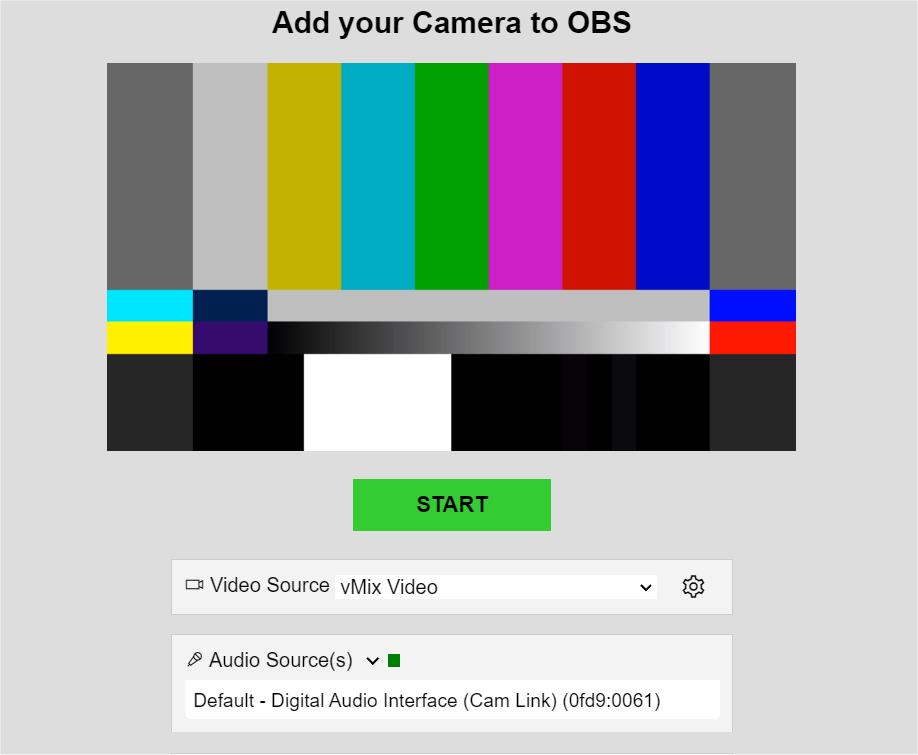 Add your Camera to OBS
START
Video Source vMix Video
Audio Source(s)
Default - Digital Audio Interface (Cam Link) (0fd9:0061)